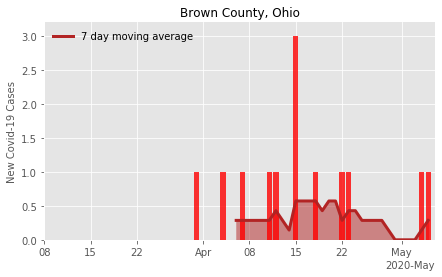 Brown County, Ohio
7 day moving average
New Covid-19 Cases
3.0
2.5
2.0
1.5
1.0
0.5
0.0
08 15 22 Apr 08 15 22 May
2020-May